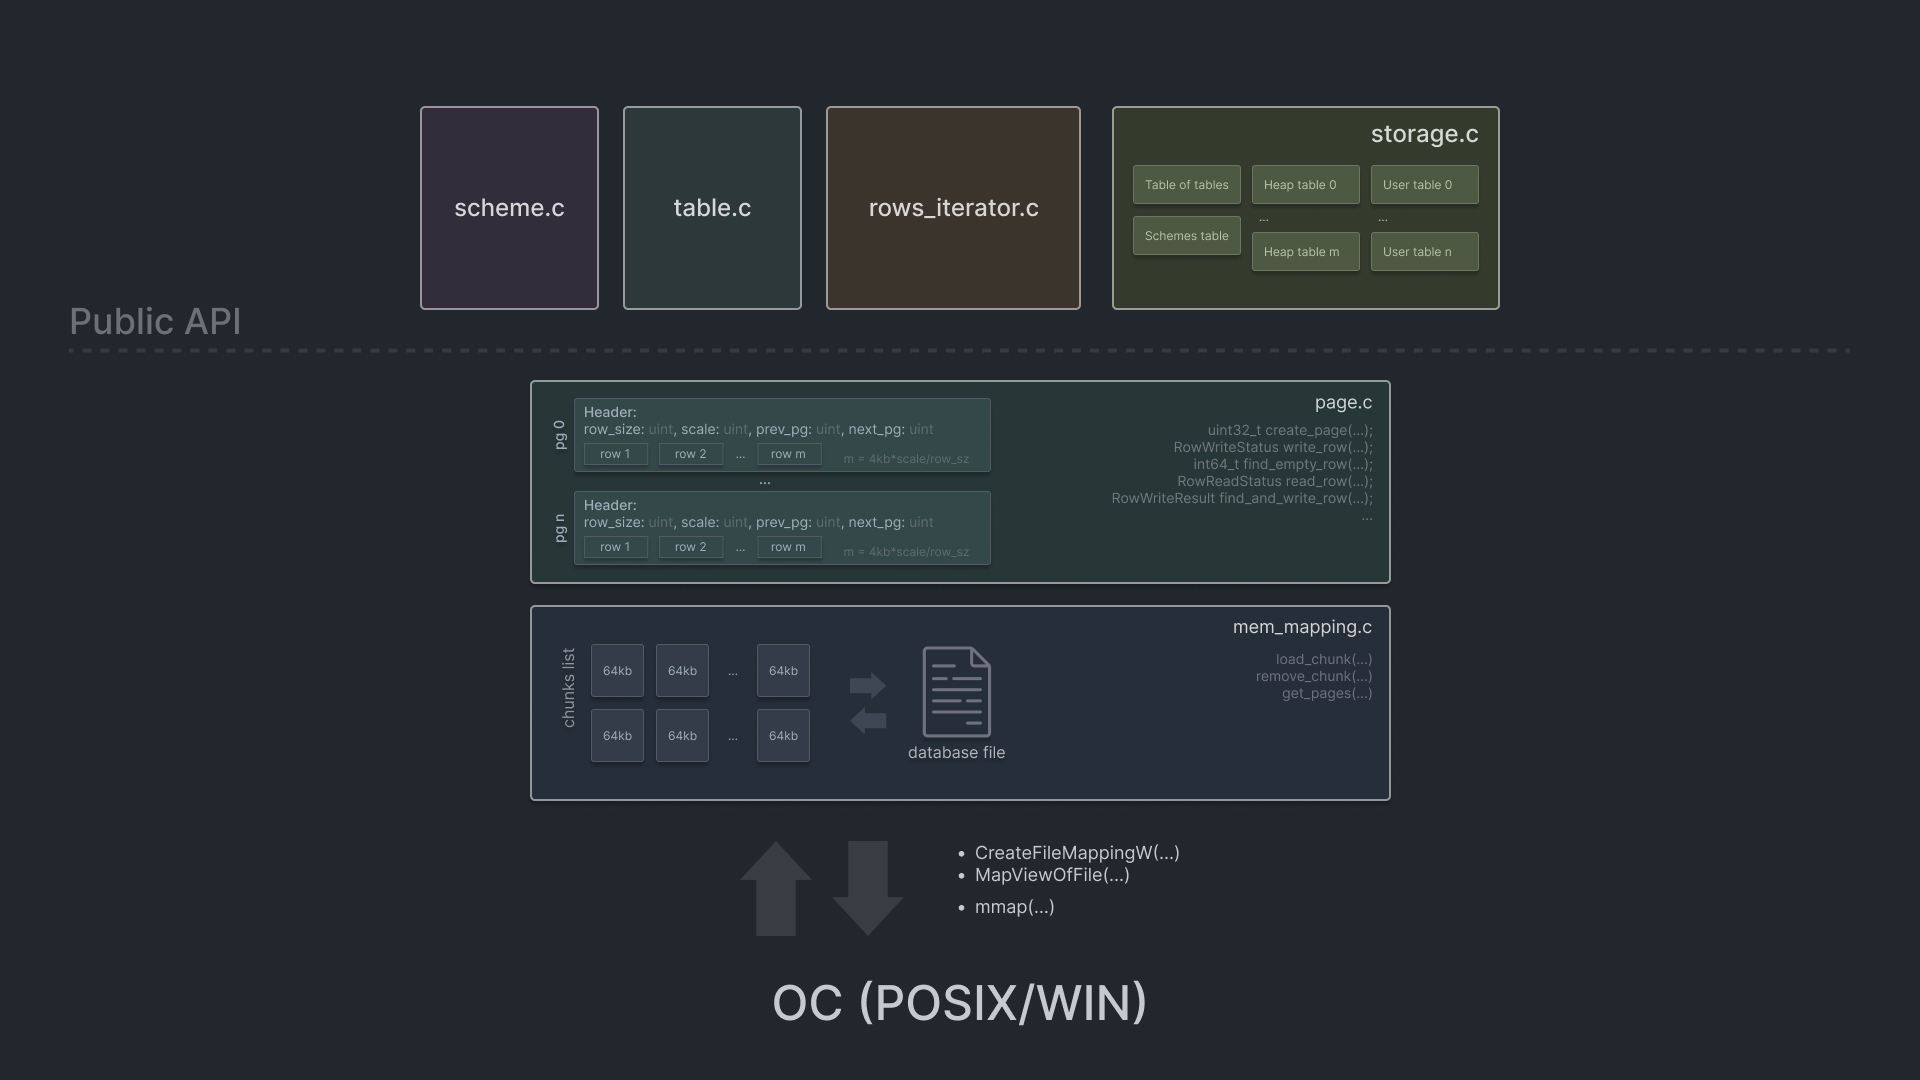 scheme.c
table.c
rows_iterator.c
storage.c
Table of tables
Heap table 0
User table 0
...
...
Schemes table
Heap table m
User table n
Public API
page.c
pg 0
Header:
row_size: uint, scale: uint, prev_pg: uint, next_pg: uint
row 1
row 2
...
row m
m = 4kb*scale/row_sz
...
pg n
Header:
row_size: uint, scale: uint, prev_pg: uint, next_pg: uint
row 1
row 2
...
row m
m = 4kb*scale/row_sz
uint32_t create_page(...);
RowWriteStatus write_row(...);
int64_t find_empty_row(...);
RowReadStatus read_row(...);
RowWriteResult find_and_write_row(...);
...
mem_mapping.c
chunks list
64kb
64kb
...
64kb
64kb
64kb
...
64kb
database file
load_chunk(...)
remove_chunk(...)
get_pages(...)
• CreateFileMappingW(...)
• MapViewOfFile(...)
• mmap(...)
OC (POSIX/WIN)